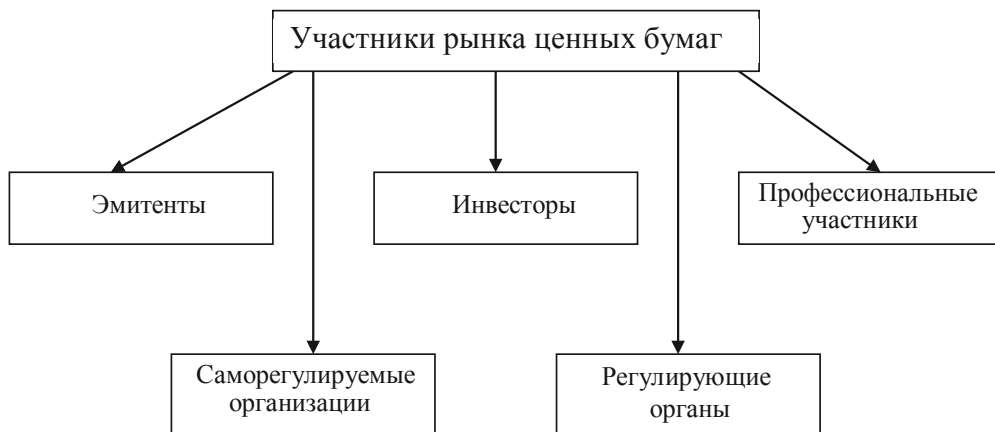 Участники рынка ценных бумаг
Эмитенты
Инвесторы
Профессиональные
участники
Саморегулируемые
организации
Регулирующие
органы